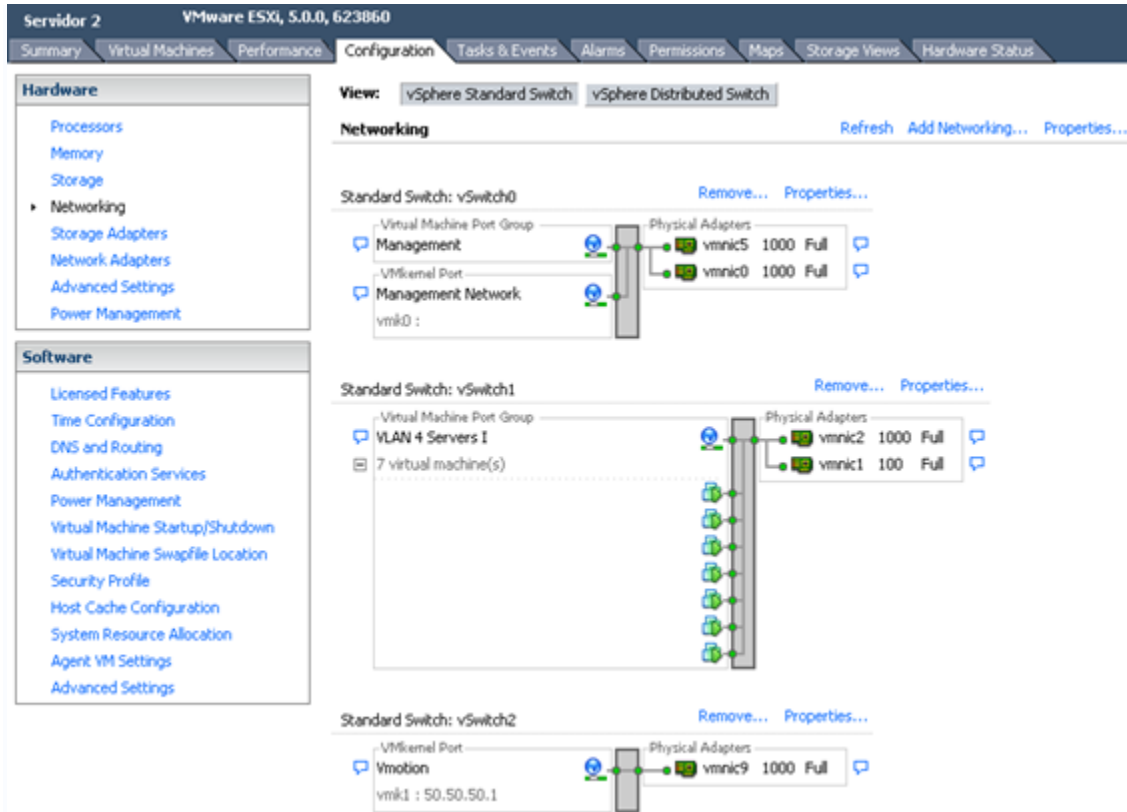 Servidor 2 VMware ESXi, 5.0.0, 623860
Summary Virtual Machines Performance Configuration Tasks & Events Alarms Permissions Maps Storage Views Hardware Status
Hardware
Processors
Memory
Storage
Networking
Storage Adapters
Network Adapters
Advanced Settings
Power Management
Software
Licensed Features
Time Configuration
DNS and Routing
Authentication Services
Power Management
Virtual Machine Startup/Shutdown
Virtual Machine Swapfile Location
Security Profile
Host Cache Configuration
System Resource Allocation
Agent VM Settings
Advanced Settings
View: vSphere Standard Switch vSphere Distributed Switch
Networking Refresh Add Networking... Properties...
Standard Switch: vSwitch0 Remove... Properties...
Virtual Machine Port Group Physical Adapters
Management vmnic5 1000 Full
VMkernel Port vmnic0 1000 Full
Management Network
vmk0 :
Standard Switch: vSwitch1 Remove... Properties...
Virtual Machine Port Group Physical Adapters
VLAN 4 Servers I vmnic2 1000 Full
7 virtual machine(s) vmnic1 100 Full
Standard Switch: vSwitch2 Remove... Properties...
VMkernel Port Physical Adapters
Vmotion vmnic9 1000 Full
vmk1 : 50.50.50.1